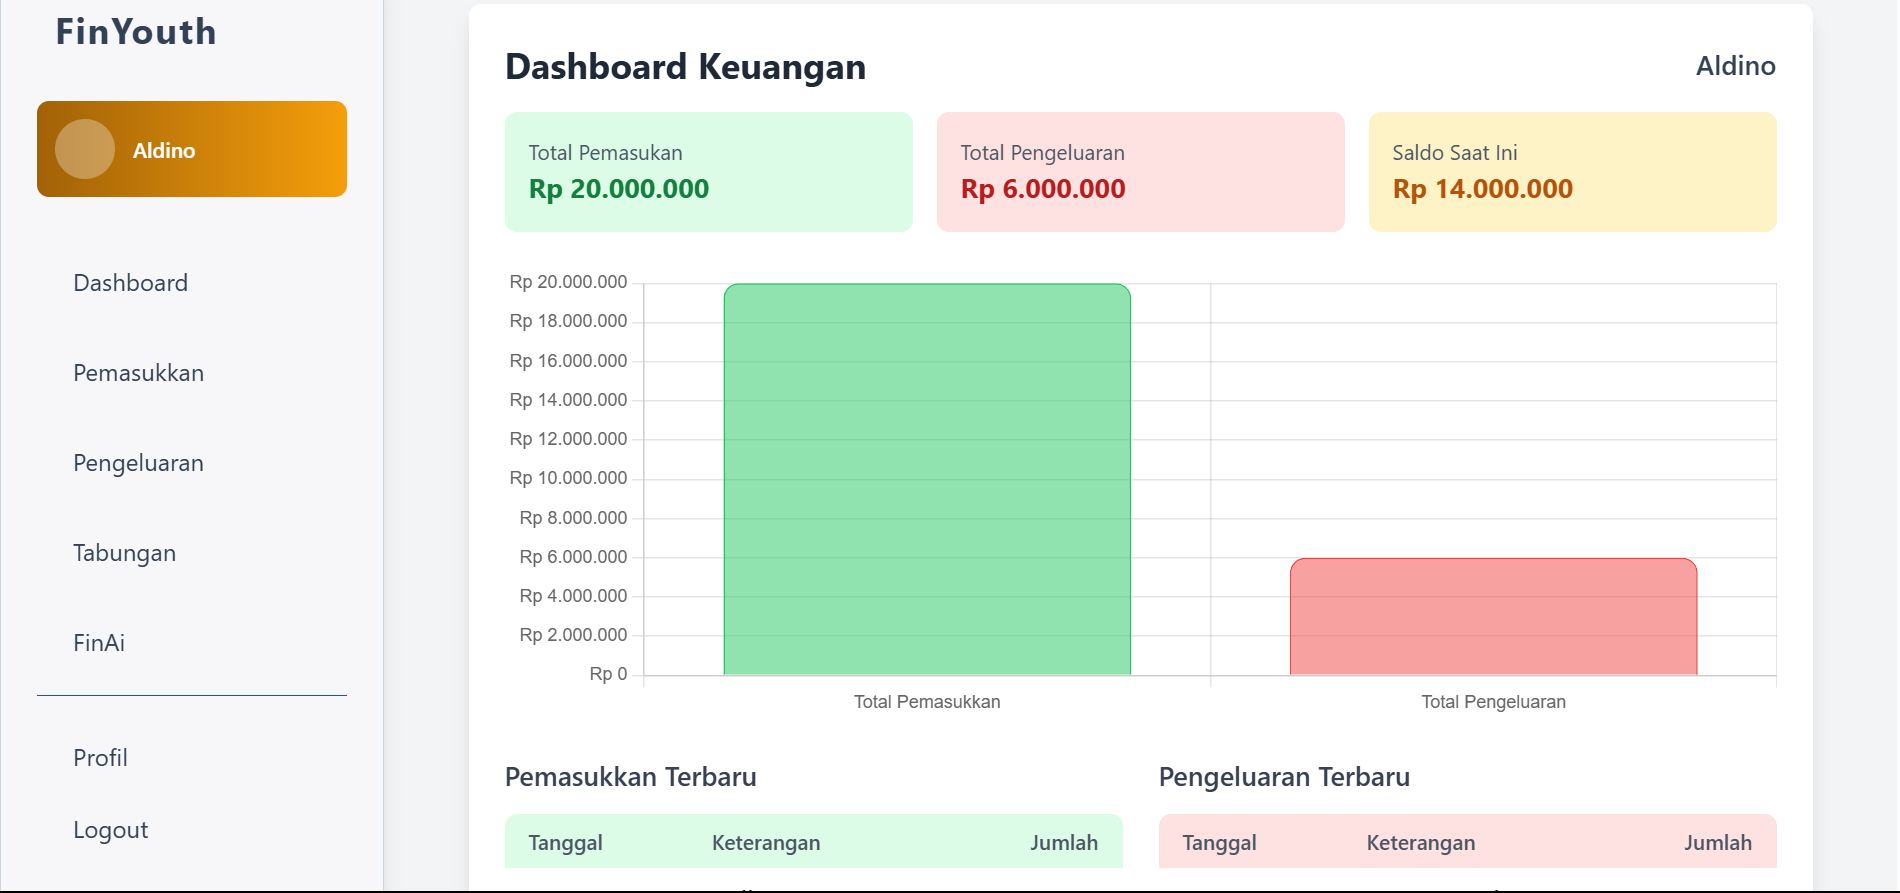 FinYouth
Aldino
Dashboard
Pemasukkan
Pengeluaran
Tabungan
FinAi
Profil
Logout
Dashboard Keuangan
Aldino
Total Pemasukan
Rp 20.000.000
Total Pengeluaran
Rp 6.000.000
Saldo Saat Ini
Rp 14.000.000
Rp 20.000.000
Rp 18.000.000
Rp 16.000.000
Rp 14.000.000
Rp 12.000.000
Rp 10.000.000
Rp 8.000.000
Rp 6.000.000
Rp 4.000.000
Rp 2.000.000
Rp 0
Total Pemasukkan
Total Pengeluaran
Pemasukkan Terbaru
Tanggal Keterangan Jumlah
Pengeluaran Terbaru
Tanggal Keterangan Jumlah